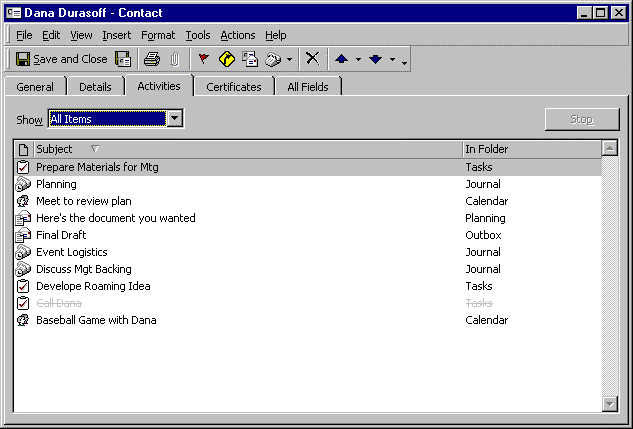 Dana Durasoff - Contact
File Edit View Insert Format Tools Actions Help
Save and Close
General Details Activities Certificates All Fields
Show All Items Stop
Subject In Folder
Prepare Materials for Mtg Tasks
Planning Journal
Meet to review plan Calendar
Here's the document you wanted Planning
Final Draft Outbox
Event Logistics Journal
Discuss Mgt Backing Journal
Develope Roaming Idea Tasks
Call Dana Tasks
Baseball Game with Dana Calendar